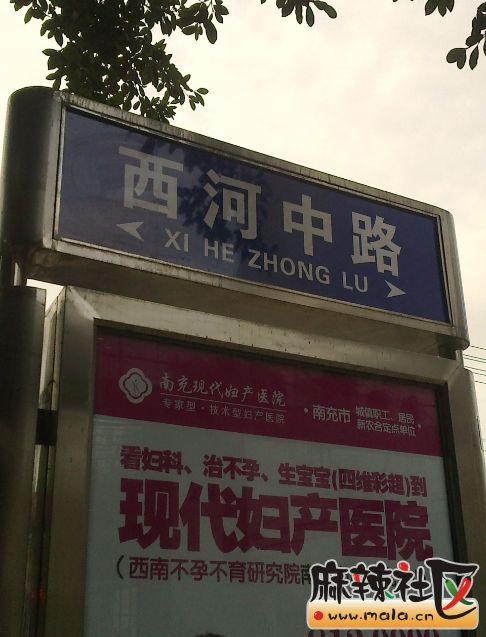 西河中路
XI HE ZHONG LU
南充现代妇产医院
专家型·技术型妇产医院
·南充市 城镇职工、居民
新农合定点单位·
看妇科、治不孕、生宝宝(四维彩超)到
现代妇产医院
(西南不孕不育研究院南
麻辣社区
www.mala.cn